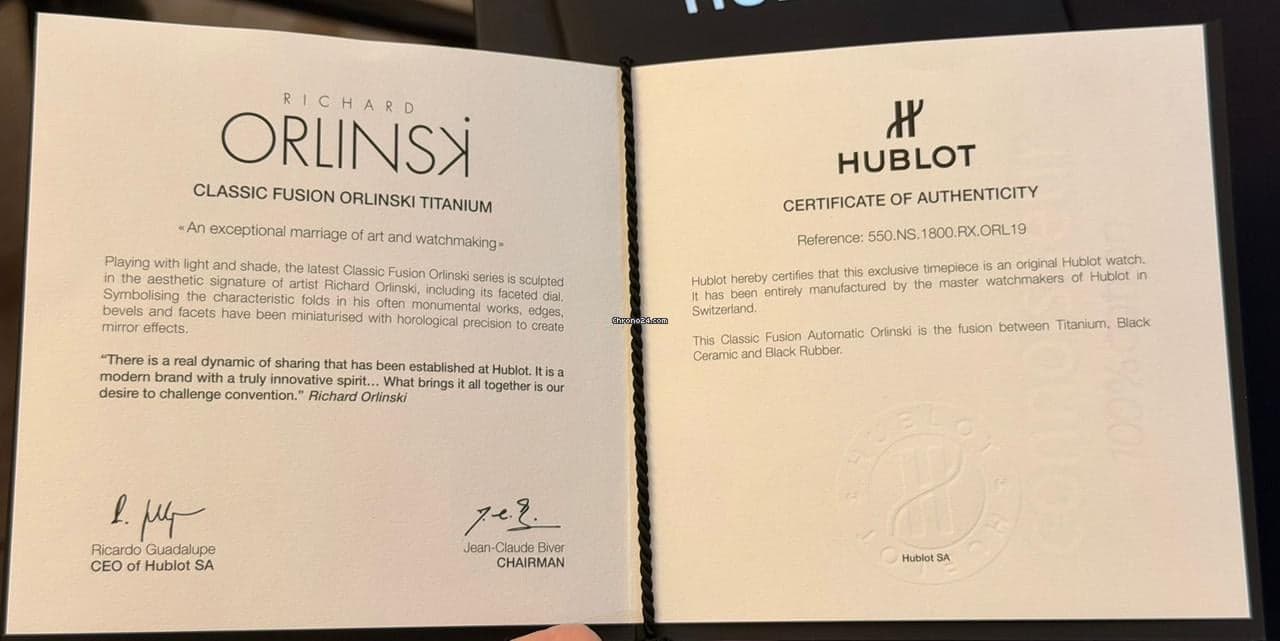 RICHARD
ORLINSKI
CLASSIC FUSION ORLINSKI TITANIUM
«An exceptional marriage of art and watchmaking»
Playing with light and shade, the latest Classic Fusion Orlinski series is sculpted
in the aesthetic signature of artist Richard Orlinski, including its faceted dial.
Symbolising the characteristic folds in his often monumental works, edges,
bevels and facets have been miniaturised with horological precision to create
mirror effects.
“There is a real dynamic of sharing that has been established at Hublot. It is a
modern brand with a truly innovative spirit… What brings it all together is our
desire to challenge convention.” Richard Orlinski
Ricardo Guadalupe
CEO of Hublot SA
Jean-Claude Biver
CHAIRMAN
Chrono24.com
HUBLOT
CERTIFICATE OF AUTHENTICITY
Reference: 550.NS.1800.RX.ORL19
Hublot hereby certifies that this exclusive timepiece is an original Hublot watch.
It has been entirely manufactured by the master watchmakers of Hublot in
Switzerland.
This Classic Fusion Automatic Orlinski is the fusion between Titanium, Black
Ceramic and Black Rubber.
HUBLOT
Hublot SA